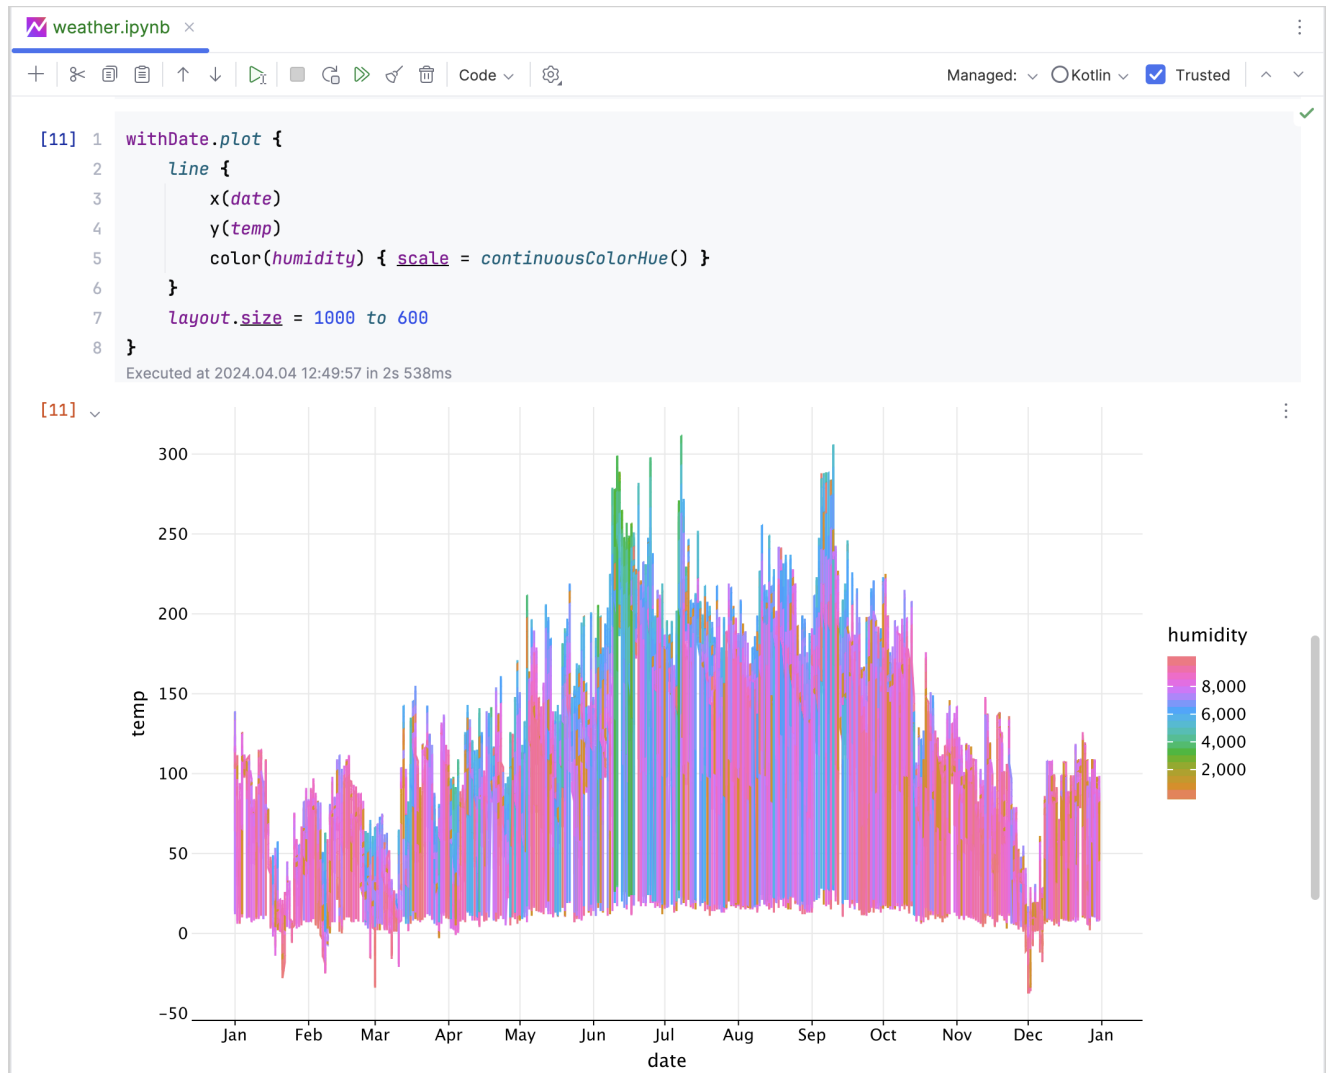 weather.ipynb
Code
Managed: Kotlin Trusted
[11] 1 withDate.plot {
2 line {
3 x(date)
4 y(temp)
5 color(humidity) { scale = continuousColorHue() }
6 }
7 layout.size = 1000 to 600
8 }
Executed at 2024.04.04 12:49:57 in 2s 538ms
[11]
300
250
200
150
100
50
0
−50
temp
Jan Feb Mar Apr May Jun Jul Aug Sep Oct Nov Dec Jan
date
humidity
8,000
6,000
4,000
2,000